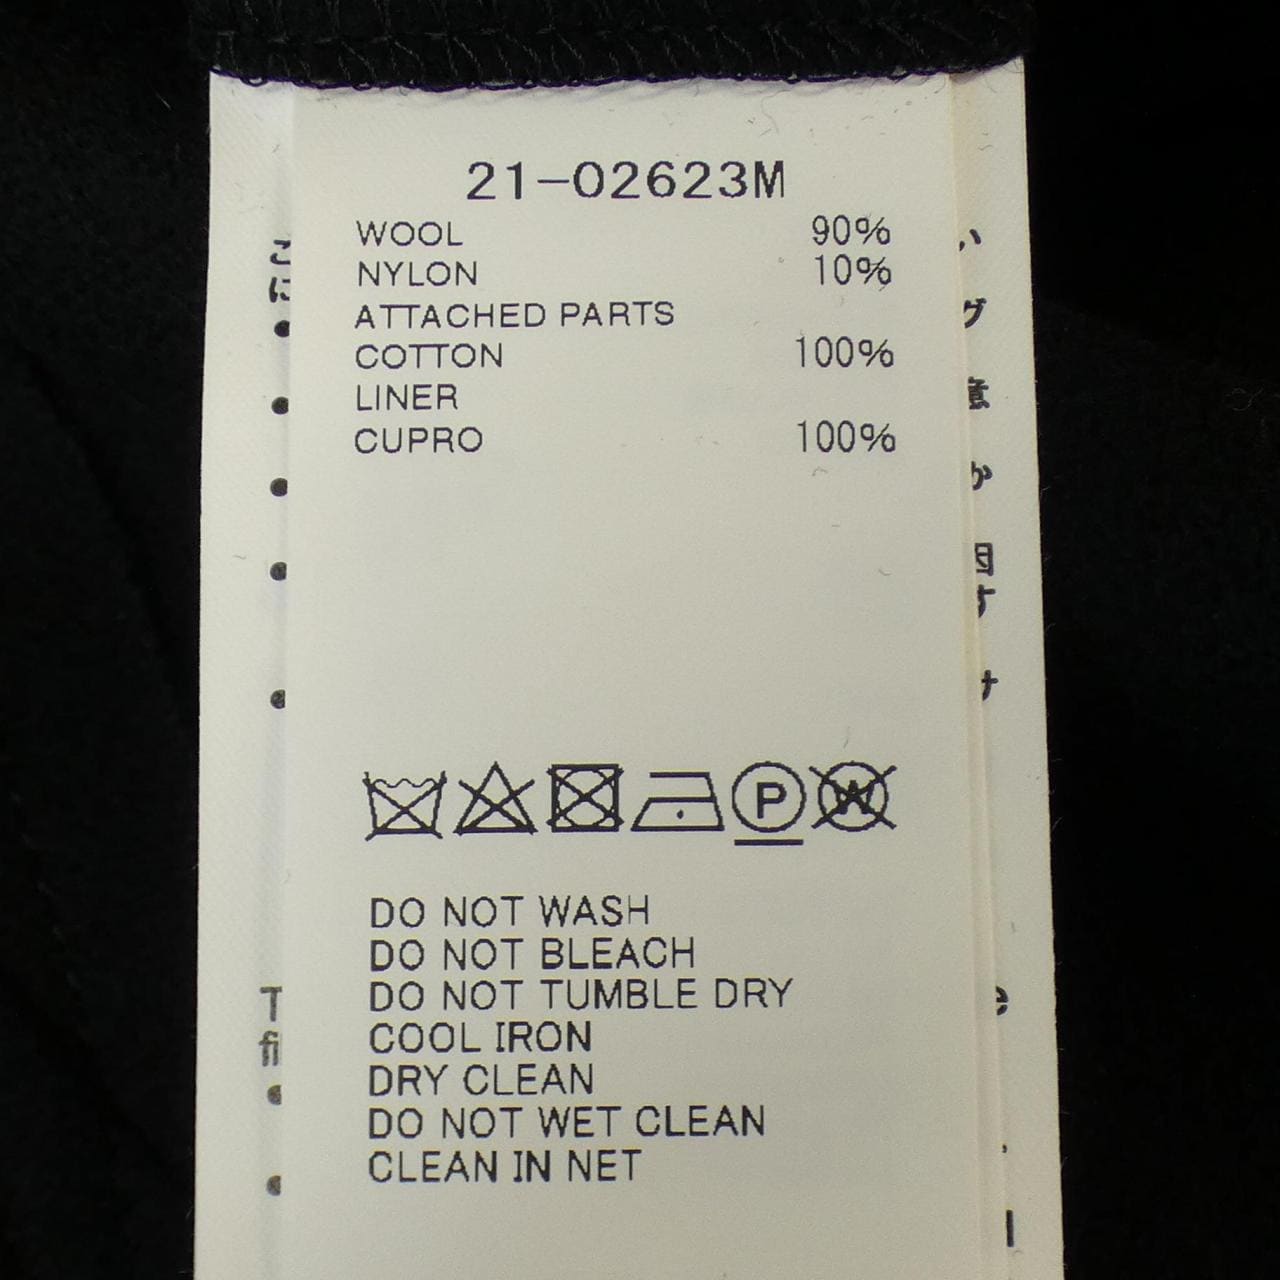 21-02623M
WOOL 90%
NYLON 10%
ATTACHED PARTS
COTTON 100%
LINER
CUPRO 100%
P W
DO NOT WASH
DO NOT BLEACH
DO NOT TUMBLE DRY
COOL IRON
DRY CLEAN
DO NOT WET CLEAN
CLEAN IN NET